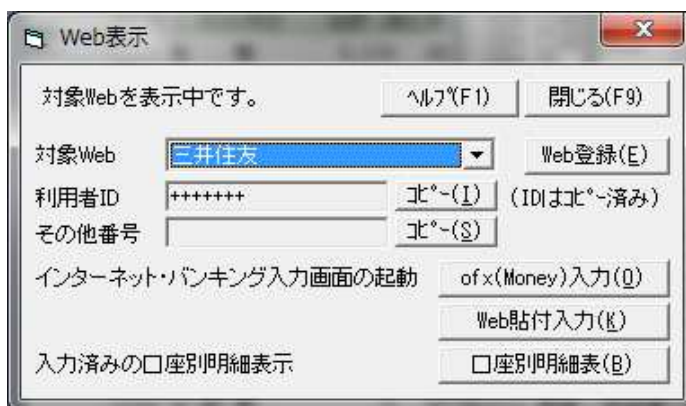 Web表示
対象Webを表示中です。 ﾍﾙﾌﾟ(F1) 閉じる(F9)
対象Web 三井住友 Web登録(E)
利用者ID +++++++ ｺﾋﾟｰ(I) (IDはｺﾋﾟｰ済み)
その他番号 ｺﾋﾟｰ(S)
インターネット・バンキング入力画面の起動 ofx(Money)入力(O)
Web貼付入力(K)
入力済みの口座別明細表示 口座別明細表(B)